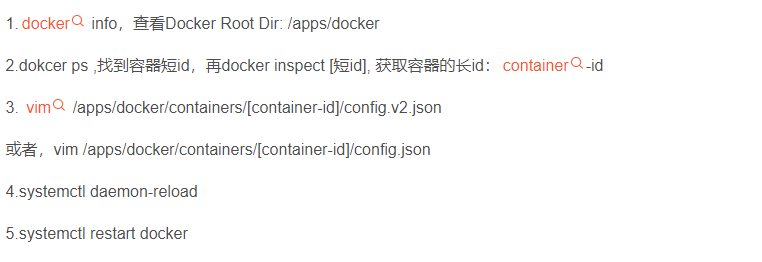 1. docker info，查看Docker Root Dir: /apps/docker
2.dokcer ps ,找到容器短id，再docker inspect [短id], 获取容器的长id： container-id
3. vim /apps/docker/containers/[container-id]/config.v2.json
或者，vim /apps/docker/containers/[container-id]/config.json
4.systemctl daemon-reload
5.systemctl restart docker